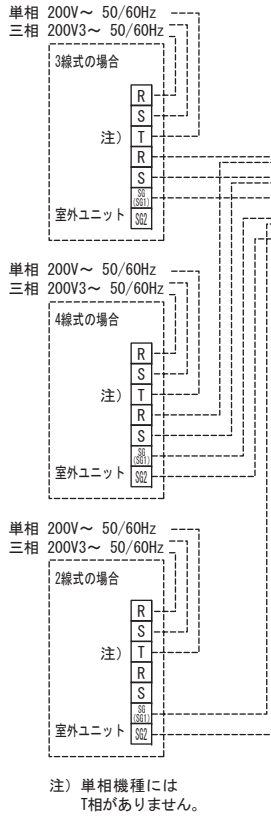 単相 200V～ 50/60Hz
三相 200V3～ 50/60Hz
3線式の場合
R
S
注) T
R
S
SG
(SG1)
室外ユニット SG2
単相 200V～ 50/60Hz
三相 200V3～ 50/60Hz
4線式の場合
R
S
注) T
R
S
SG
(SG1)
室外ユニット SG2
単相 200V～ 50/60Hz
三相 200V3～ 50/60Hz
2線式の場合
R
S
注) T
R
S
SG
(SG1)
室外ユニット SG2
注) 単相機種には
T相がありません。